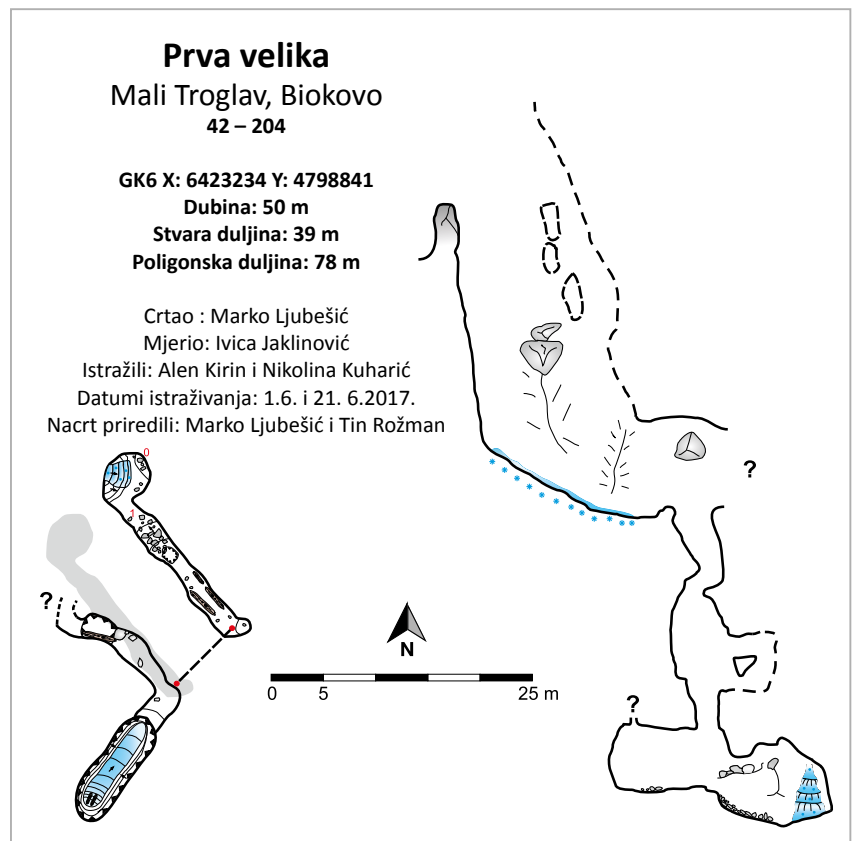 Prva velika
Mali Troglav, Biokovo
42 – 204
GK6 X: 6423234 Y: 4798841
Dubina: 50 m
Stvara duljina: 39 m
Poligonska duljina: 78 m
Crtao : Marko Ljubešić
Mjerio: Ivica Jaklinović
Istražili: Alen Kirin i Nikolina Kuharić
Datumi istraživanja: 1.6. i 21. 6.2017.
Nacrt priredili: Marko Ljubešić i Tin Rožman
0
1
?
?
N
0 5 25 m
?